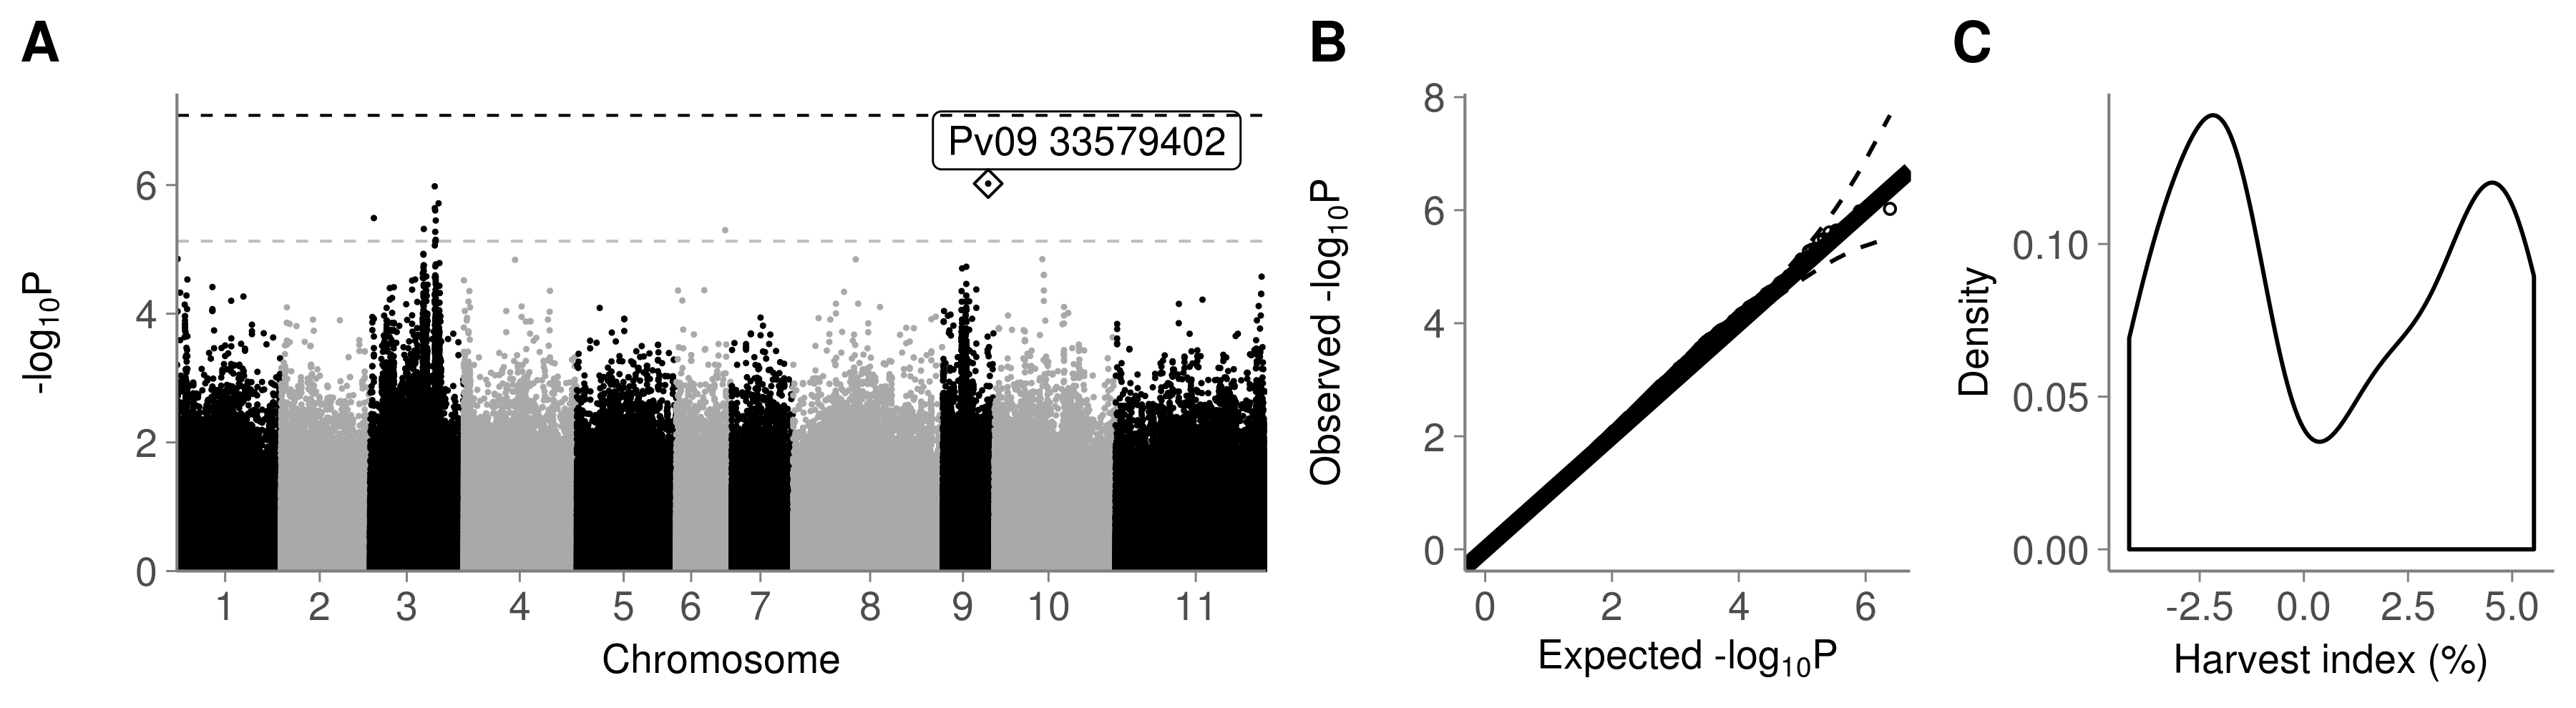 A
-log10P
6
4
2
0
Pv09 33579402
1 2 3 4 5 6 7 8 9 10 11
Chromosome
B
Observed -log10P
8
6
4
2
0
0 2 4 6
Expected -log10P
C
Density
0.10
0.05
0.00
-2.5 0.0 2.5 5.0
Harvest index (%)